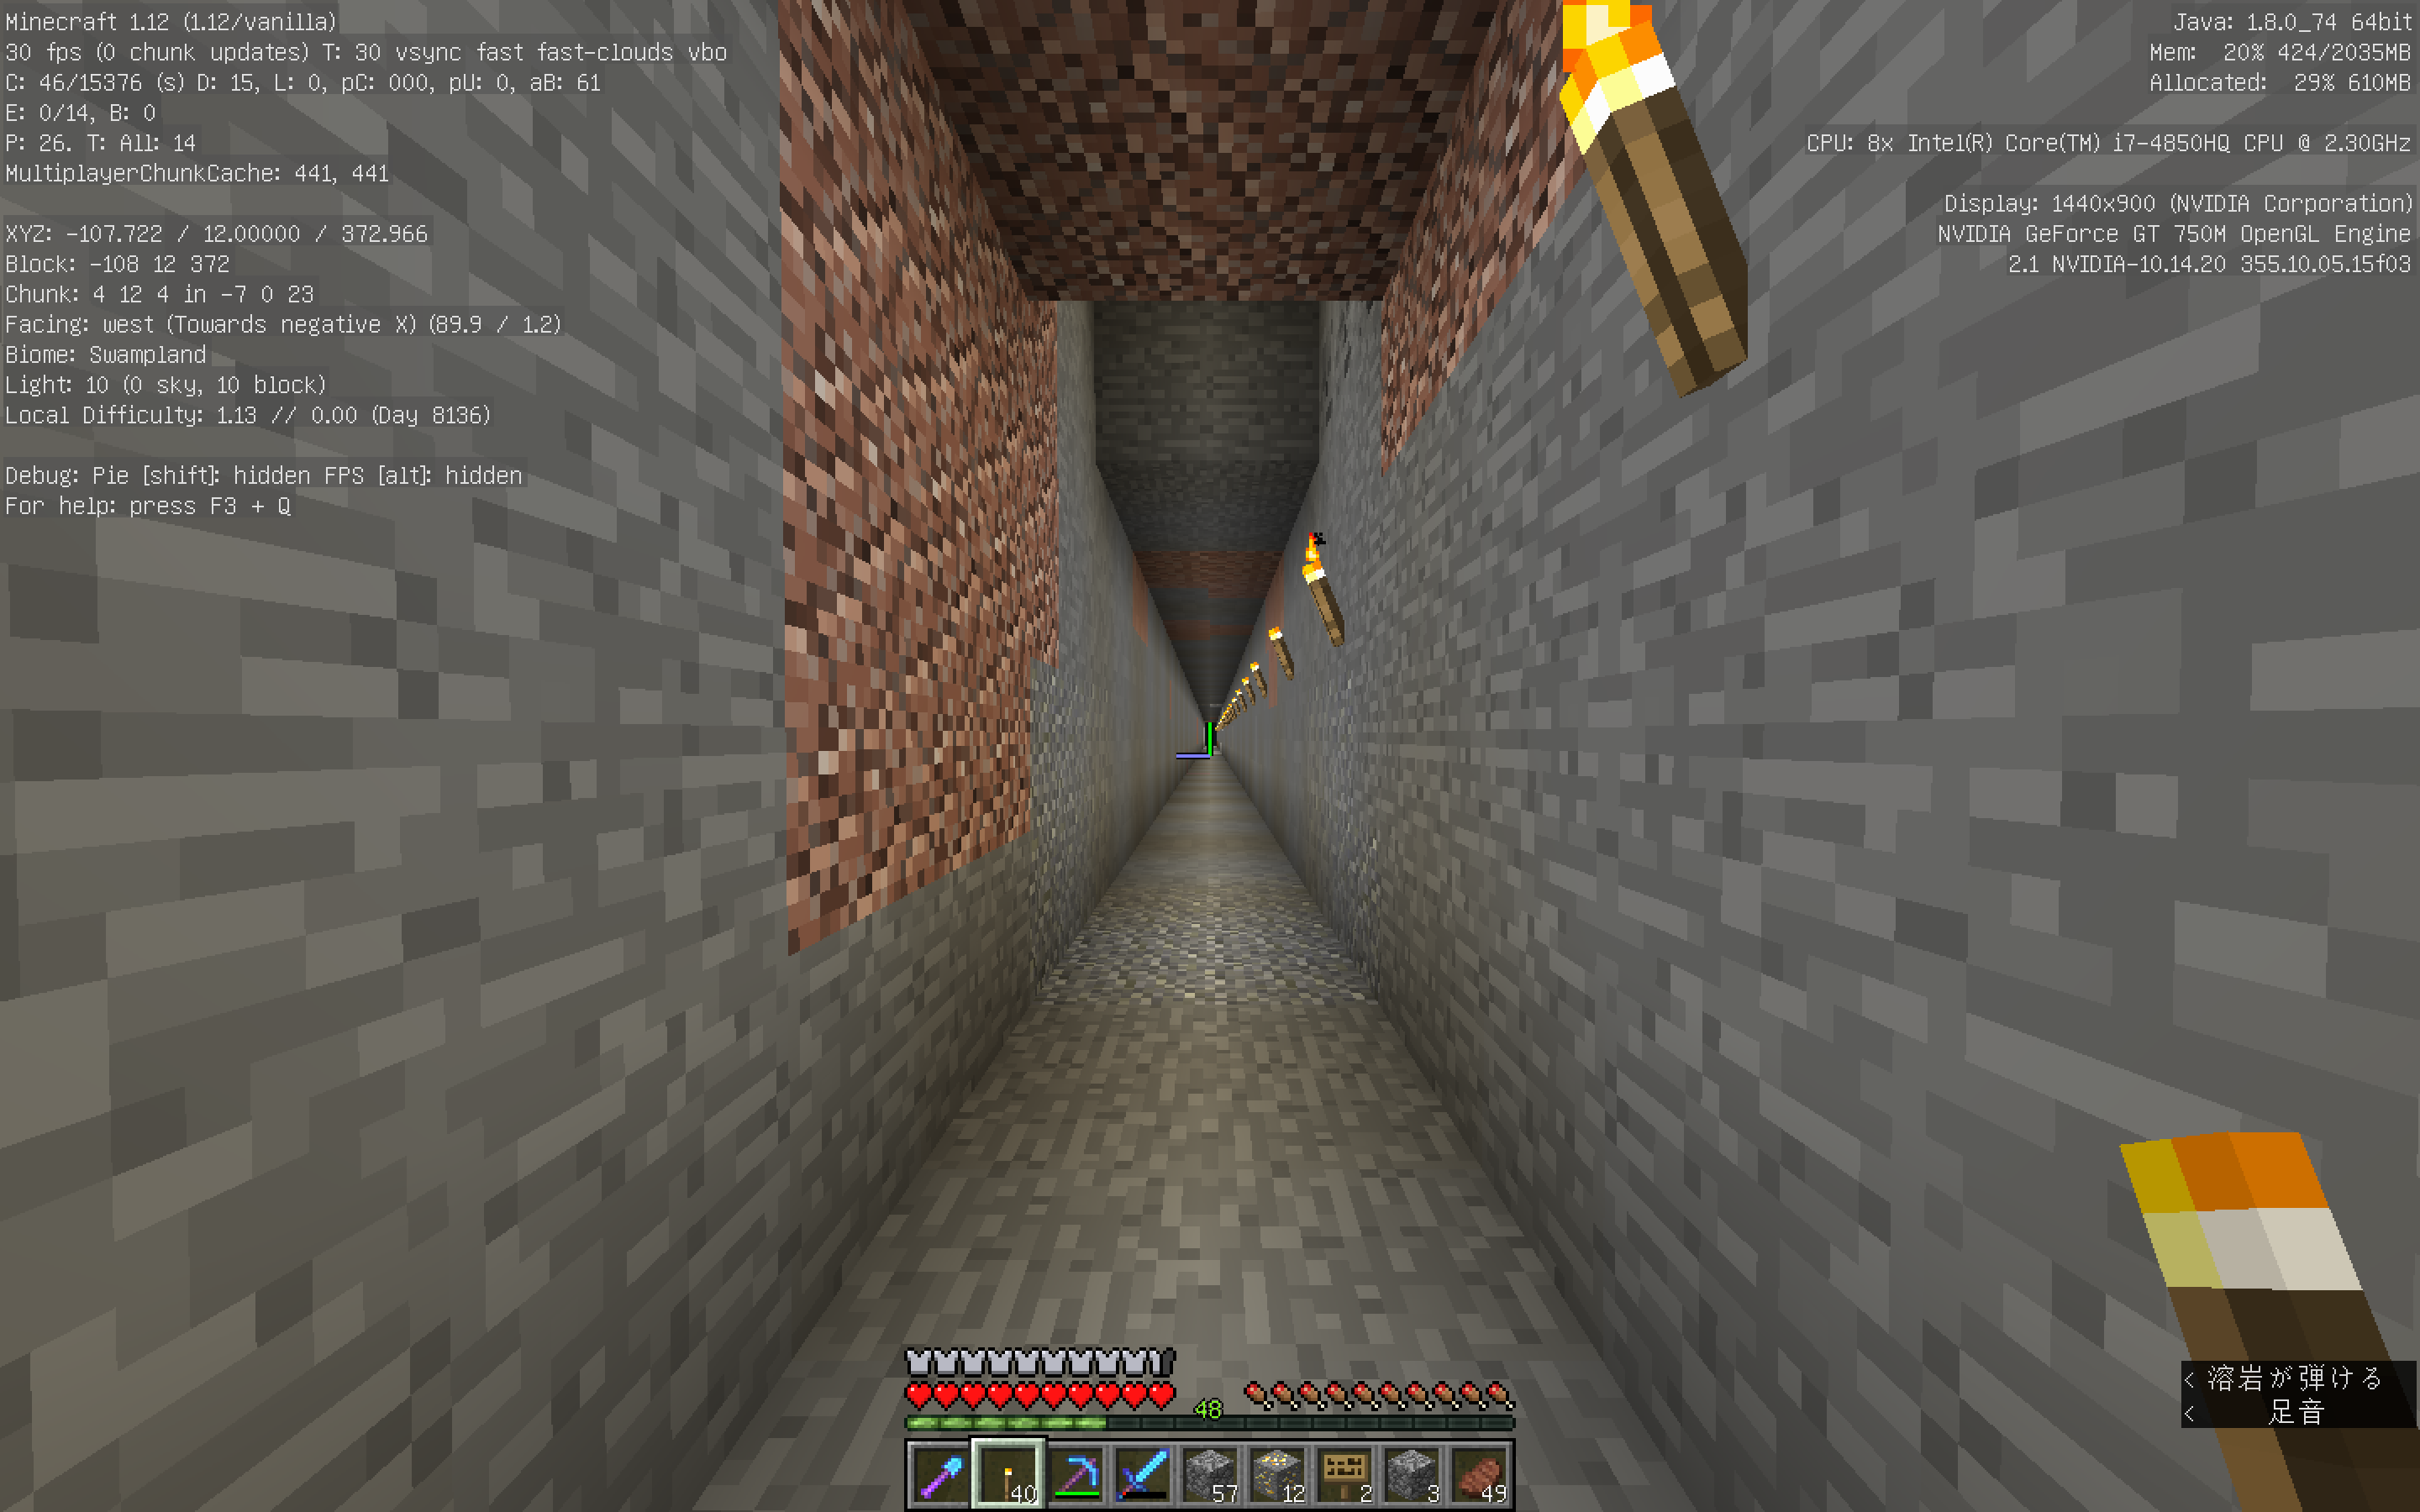 Minecraft 1.12 (1.12/vanilla)
30 fps (0 chunk updates) T: 30 vsync fast fast-clouds vbo
C: 46/15376 (s) D: 15, L: 0, pC: 000, pU: 0, aB: 61
E: 0/14, B: 0
P: 26. T: All: 14
MultiplayerChunkCache: 441, 441
XYZ: -107.722 / 12.00000 / 372.966
Block: -108 12 372
Chunk: 4 12 4 in -7 0 23
Facing: west (Towards negative X) (89.9 / 1.2)
Biome: Swampland
Light: 10 (0 sky, 10 block)
Local Difficulty: 1.13 // 0.00 (Day 8136)
Debug: Pie [shift]: hidden FPS [alt]: hidden
For help: press F3 + Q
Java: 1.8.0_74 64bit
Mem: 20% 424/2035MB
Allocated: 29% 610MB
CPU: 8x Intel(R) Core(TM) i7-4850HQ CPU @ 2.30GHz
Display: 1440x900 (NVIDIA Corporation)
NVIDIA GeForce GT 750M OpenGL Engine
2.1 NVIDIA-10.14.20 355.10.05.15f03
< 溶岩が弾ける
< 足音
48
40 57 12 2 3 49